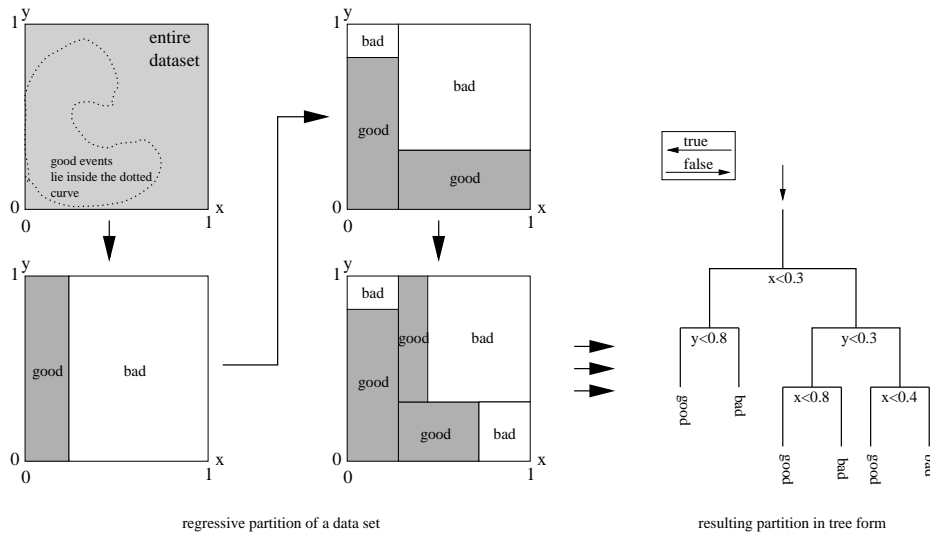 y
1
entire
dataset
good events
lie inside the dotted
curve
0
0
1
x
y
1
bad
bad
good
good
0
0
1
x
y
1
good
bad
0
0
1
x
y
1
bad
good
bad
good
good
bad
0
0
1
x
true
false
x<0.3
y<0.8
y<0.3
good
bad
x<0.8
x<0.4
good
bad
good
bad
regressive partition of a data set
resulting partition in tree form